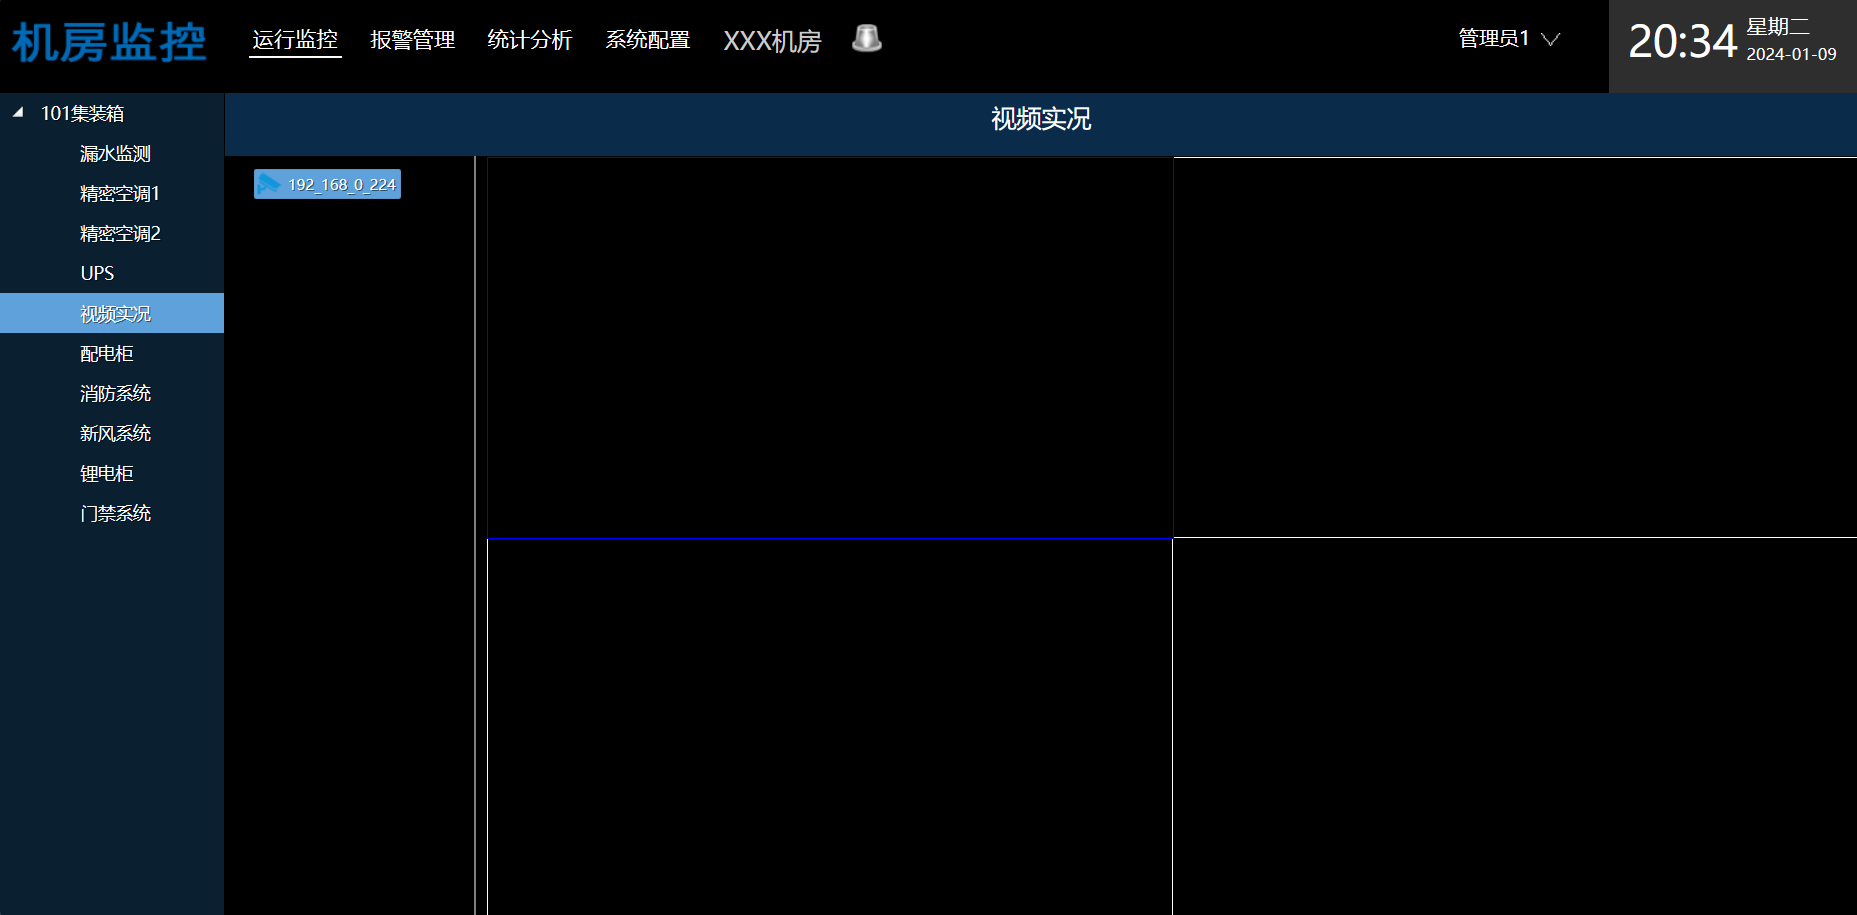 机房监控
运行监控 报警管理 统计分析 系统配置 XXX机房
管理员1
20:34
星期二
2024-01-09
101集装箱
漏水监测
精密空调1
精密空调2
UPS
视频实况
配电柜
消防系统
新风系统
锂电柜
门禁系统
视频实况
192_168_0_224